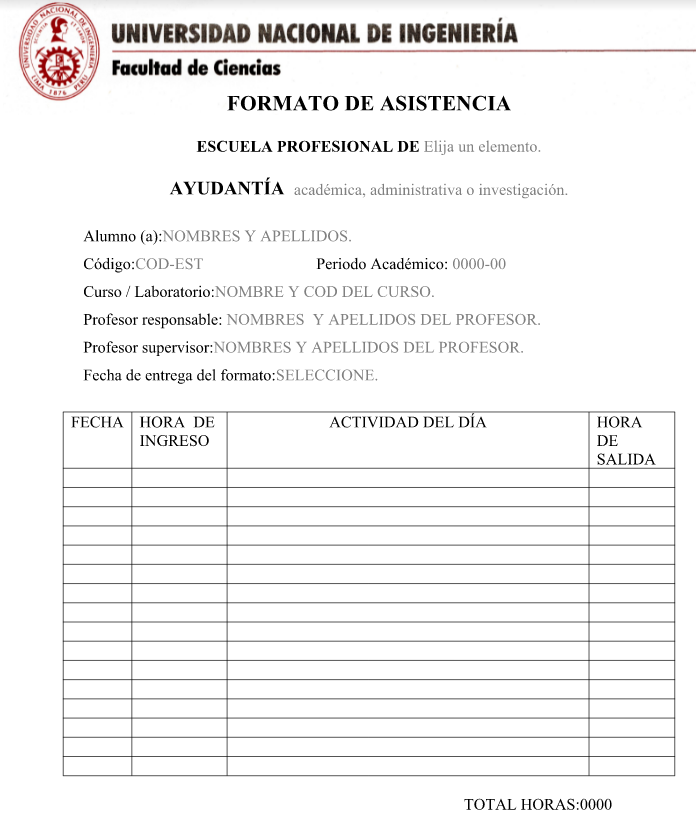 UNIVERSIDAD NACIONAL DE INGENIERÍA
Facultad de Ciencias
UNIVERSIDAD NACIONAL DE INGENIERIA
LIMA 1876 PERU
FORMATO DE ASISTENCIA
ESCUELA PROFESIONAL DE Elija un elemento.
AYUDANTÍA académica, administrativa o investigación.
Alumno (a):NOMBRES Y APELLIDOS.
Código:COD-EST Periodo Académico: 0000-00
Curso / Laboratorio:NOMBRE Y COD DEL CURSO.
Profesor responsable: NOMBRES Y APELLIDOS DEL PROFESOR.
Profesor supervisor:NOMBRES Y APELLIDOS DEL PROFESOR.
Fecha de entrega del formato:SELECCIONE.
FECHA HORA DE ACTIVIDAD DEL DÍA HORA
INGRESO DE
SALIDA
TOTAL HORAS:0000